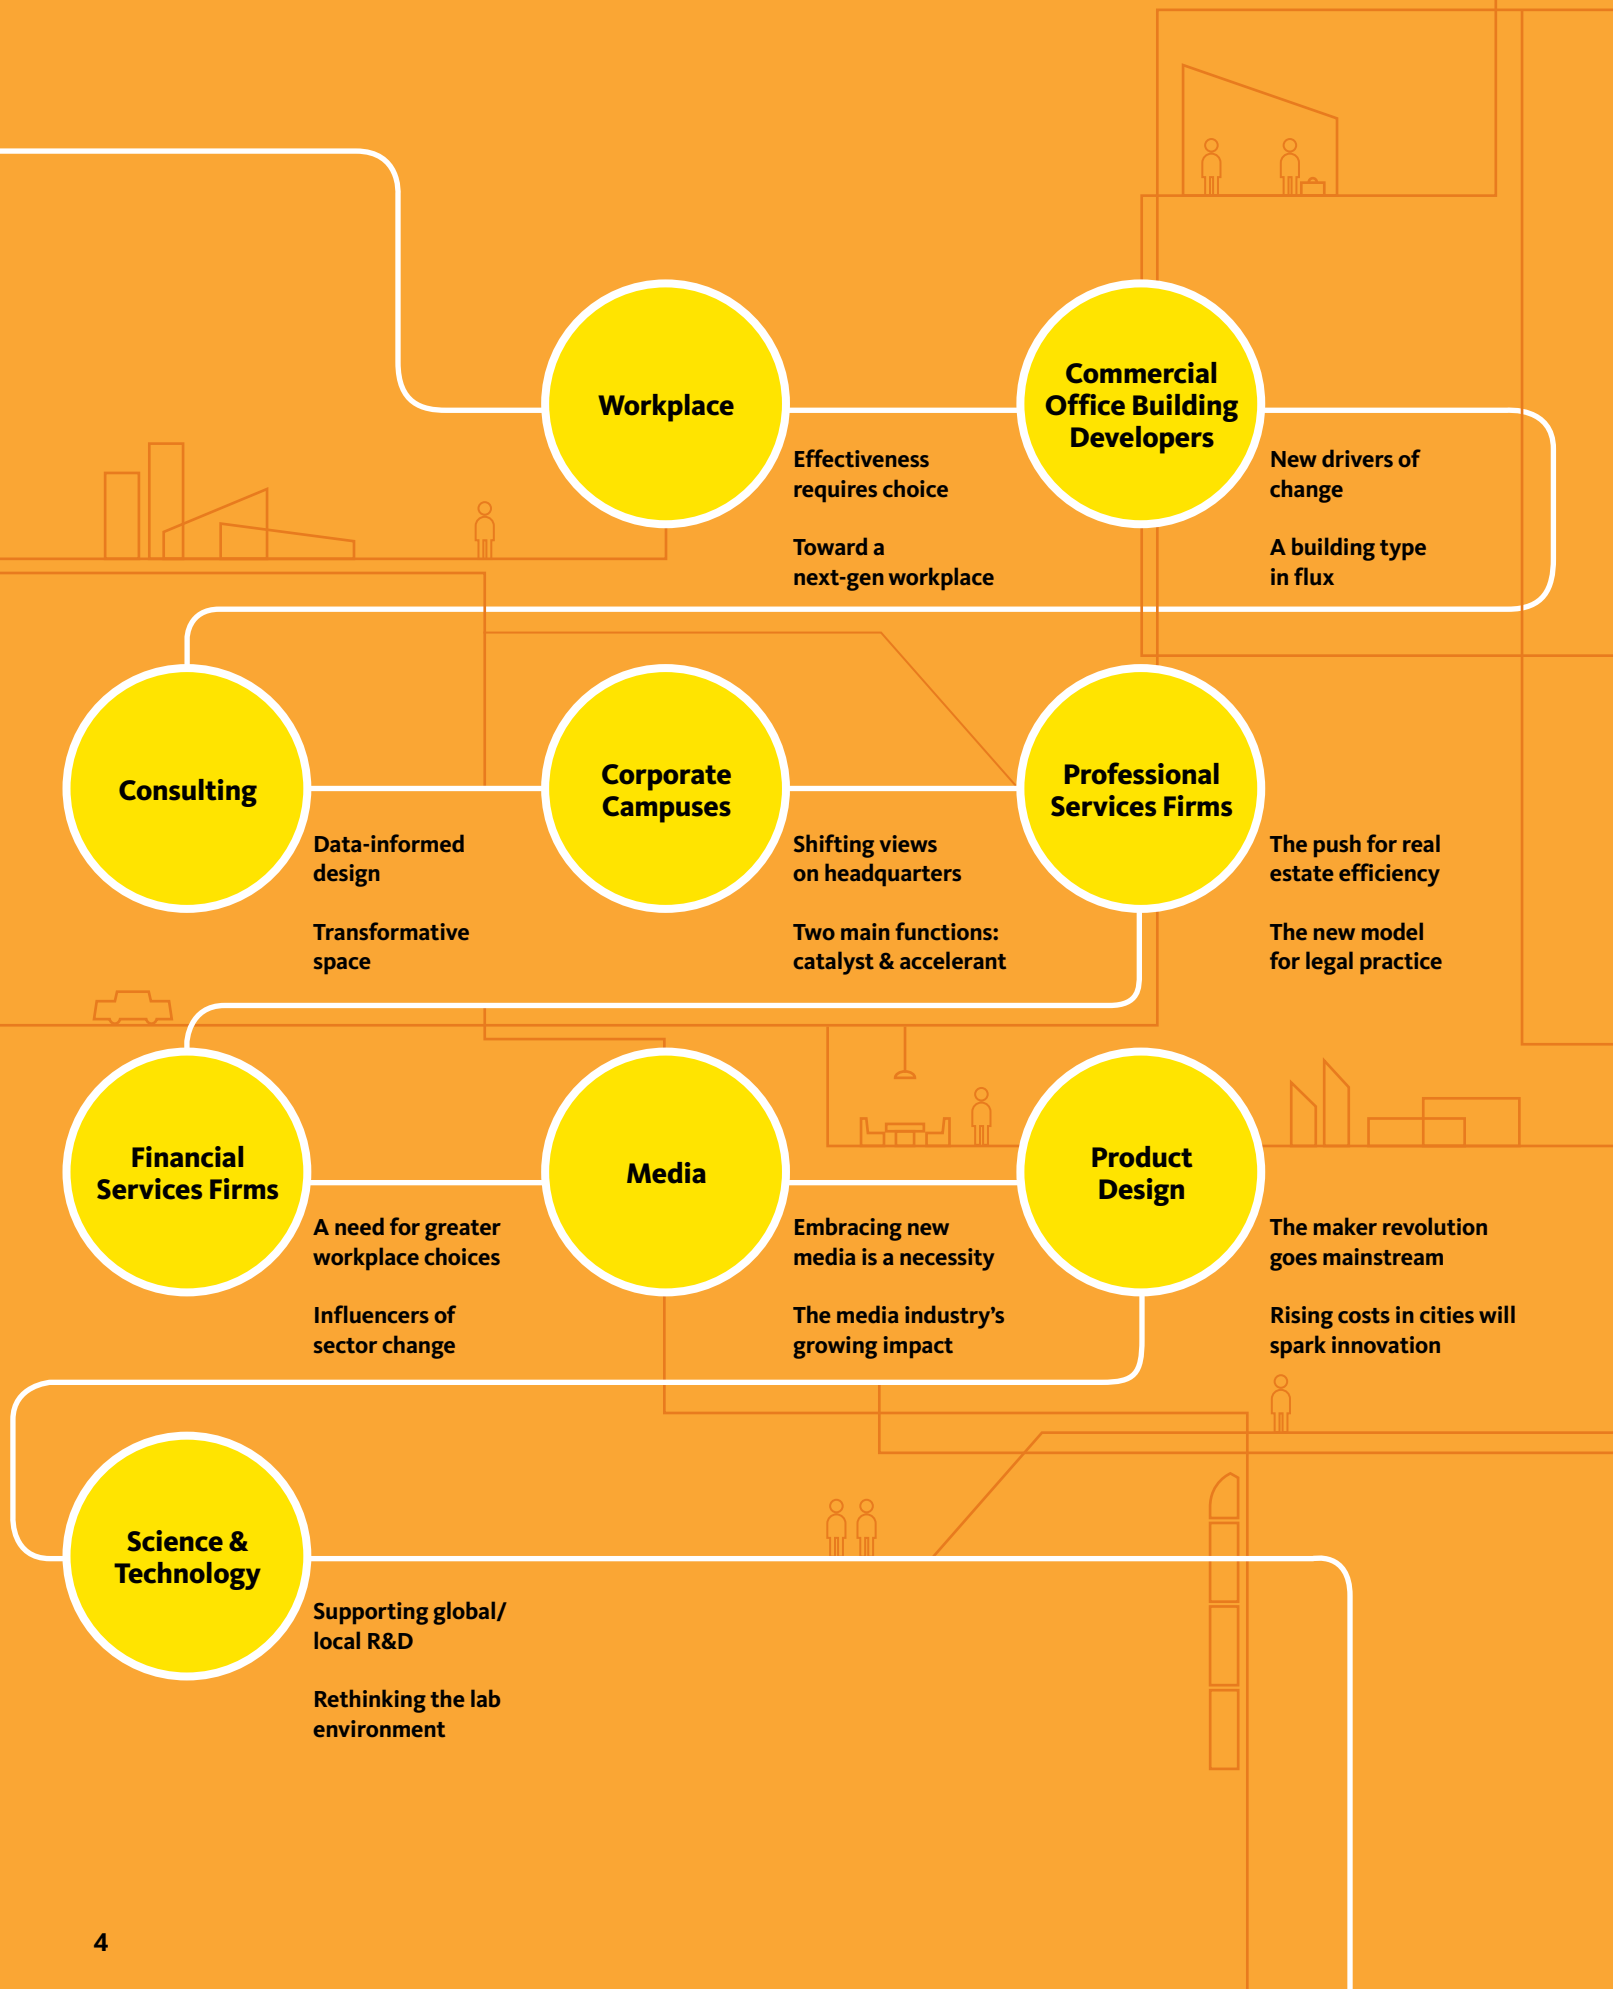 Workplace
Effectiveness
requires choice
Toward a
next-gen workplace
Commercial
Office Building
Developers
New drivers of
change
A building type
in flux
Consulting
Data-informed
design
Transformative
space
Corporate
Campuses
Shifting views
on headquarters
Two main functions:
catalyst & accelerant
Professional
Services Firms
The push for real
estate efficiency
The new model
for legal practice
Financial
Services Firms
A need for greater
workplace choices
Influencers of
sector change
Media
Embracing new
media is a necessity
The media industry’s
growing impact
Product
Design
The maker revolution
goes mainstream
Rising costs in cities will
spark innovation
Science &
Technology
Supporting global/
local R&D
Rethinking the lab
environment
4